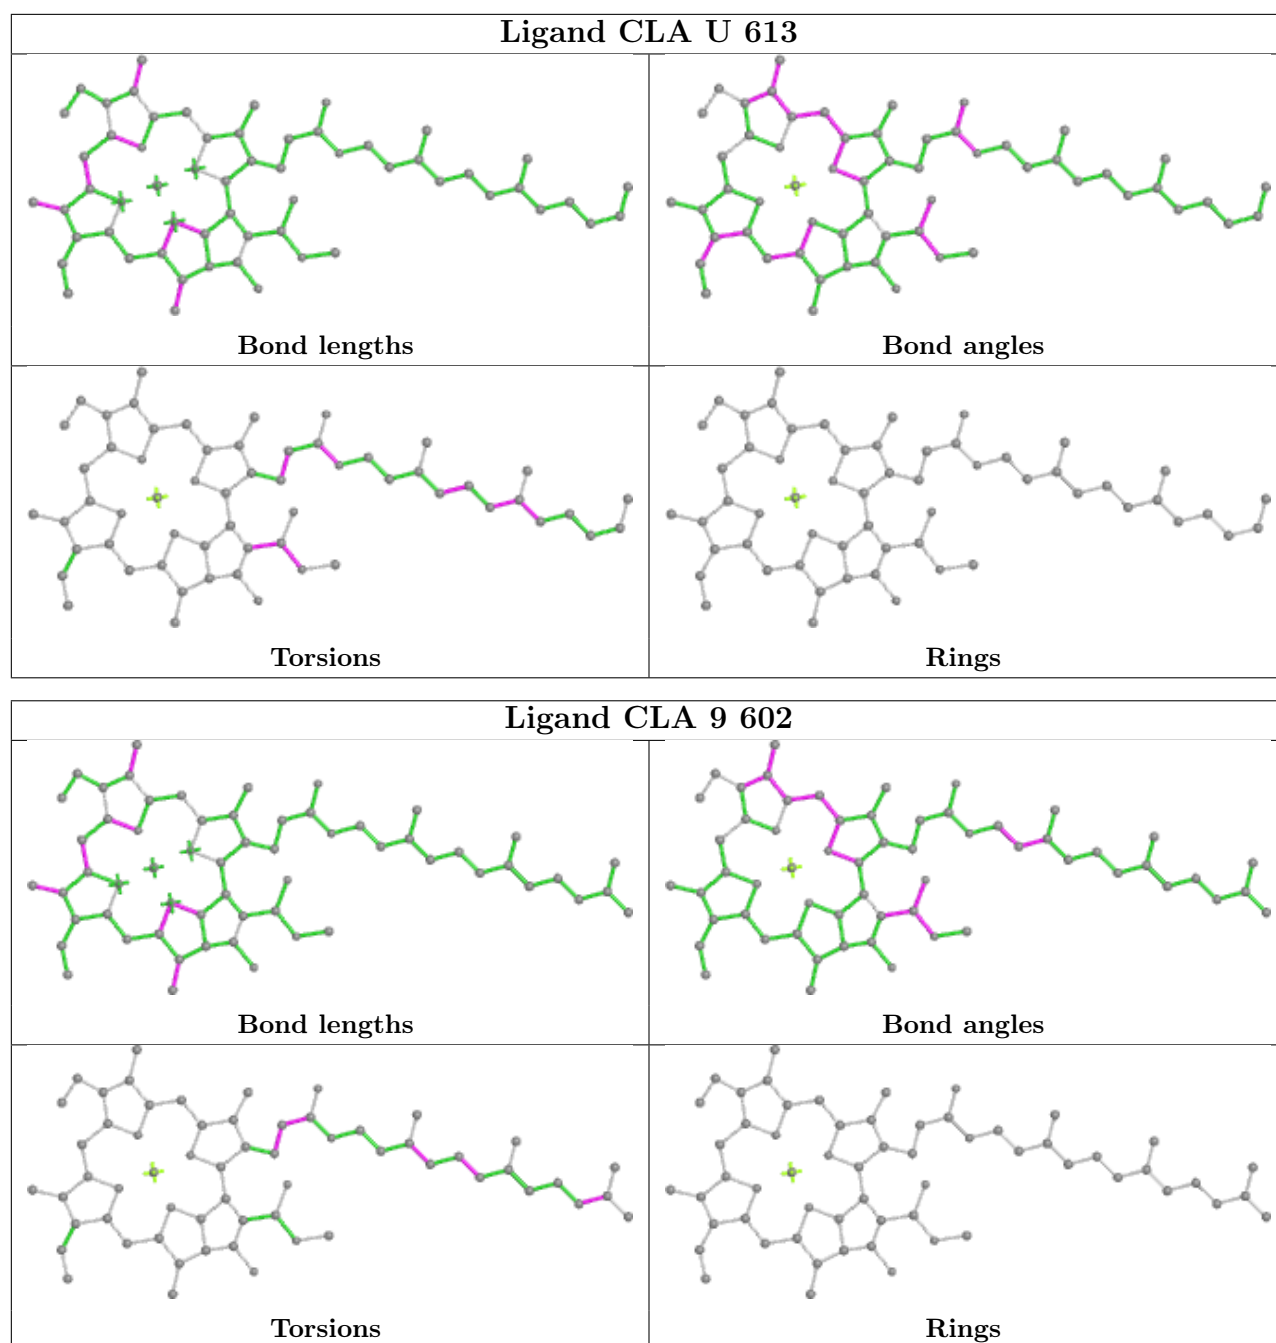 Ligand CLA U 613
Bond lengths
Bond angles
Torsions
Rings
Ligand CLA 9 602
Bond lengths
Bond angles
Torsions
Rings